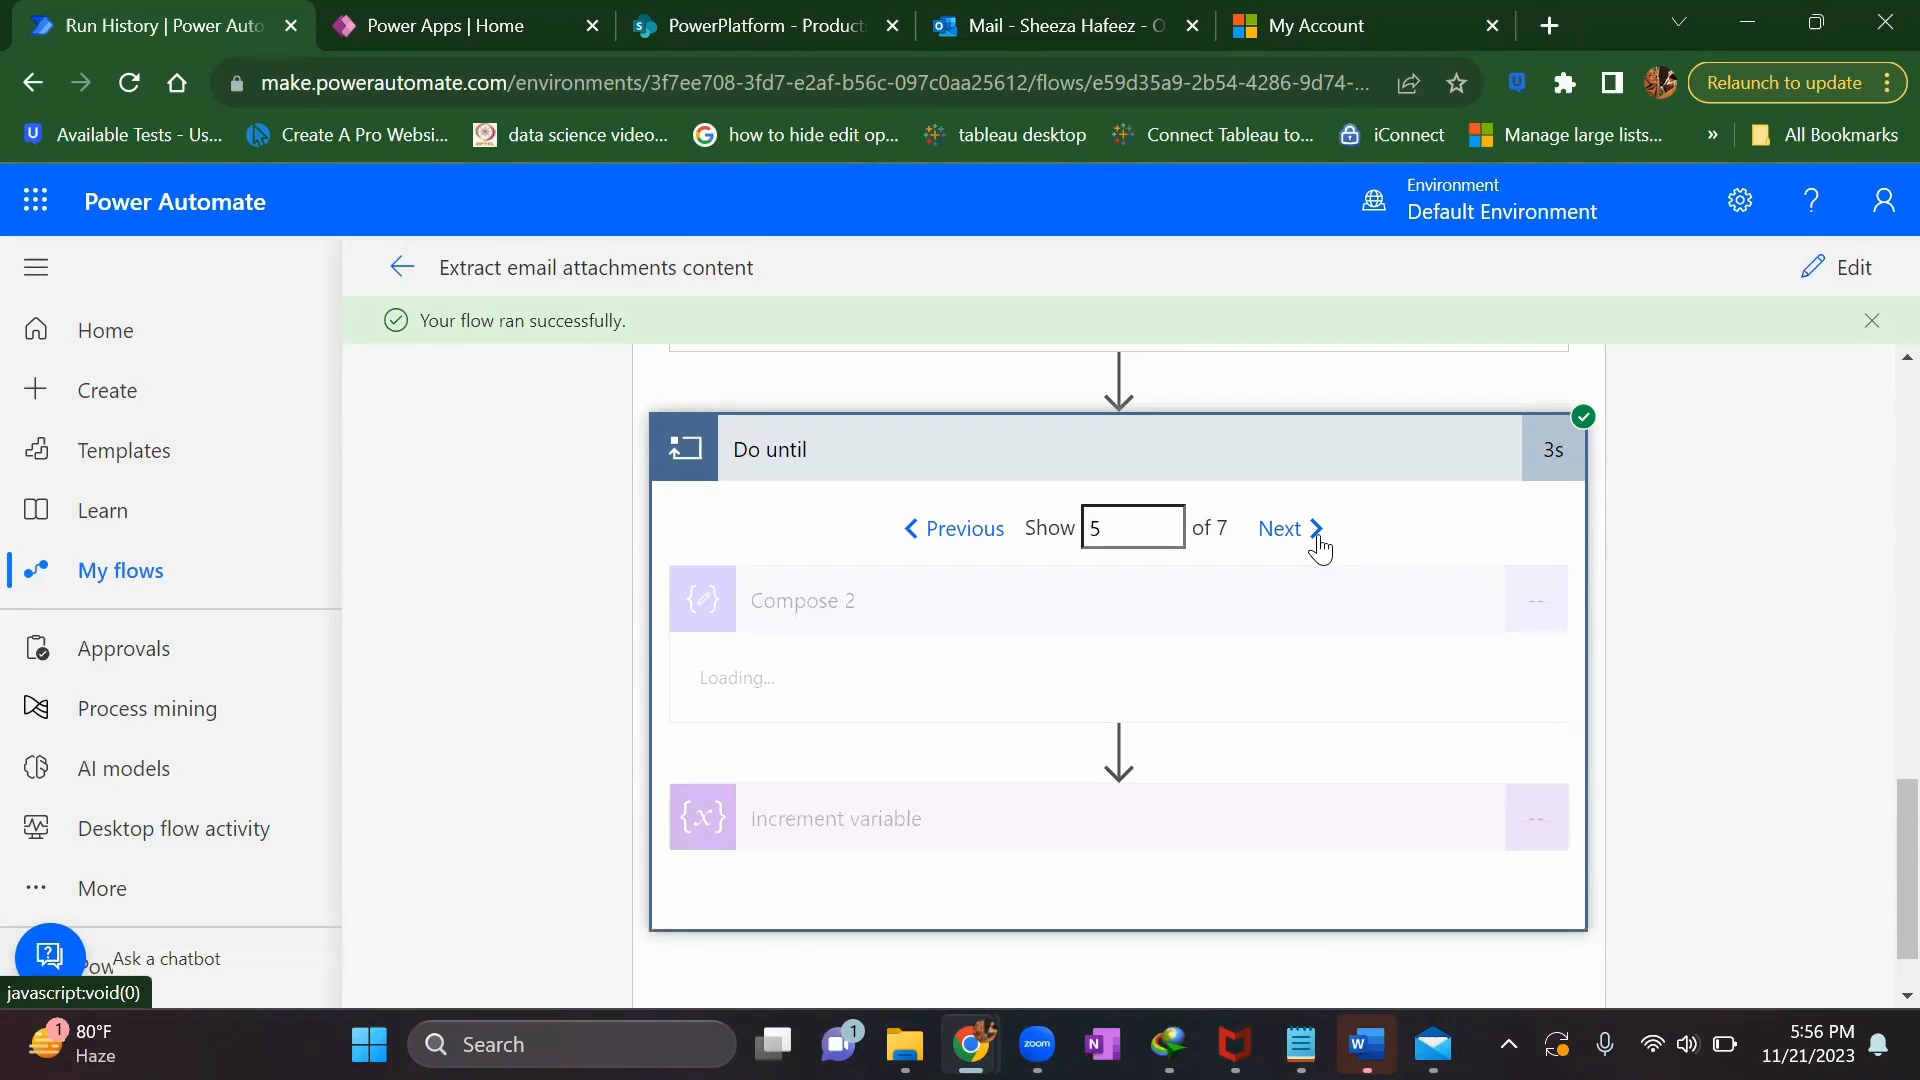 Run History | Power Auto
Power Apps | Home
PowerPlatform - Product
Mail - Sheeza Hafeez - O
My Account
make.powerautomate.com/environments/3f7ee708-3fd7-e2af-b56c-097c0aa25612/flows/e59d35a9-2b54-4286-9d74-...
Relaunch to update
Available Tests - Us...
Create A Pro Websi...
data science video...
how to hide edit op...
tableau desktop
Connect Tableau to...
iConnect
Manage large lists...
»
All Bookmarks
Power Automate
Environment
Default Environment
Extract email attachments content
Edit
Your flow ran successfully.
Home
Create
Templates
Learn
My flows
Approvals
Process mining
AI models
Desktop flow activity
More
Pow
Ask a chatbot
javascript:void(0)
Do until
3s
Previous
Show
5
of 7
Next
Compose 2
--
Loading...
Increment variable
--
1
80°F
Haze
Search
1
zoom
5:56 PM
11/21/2023